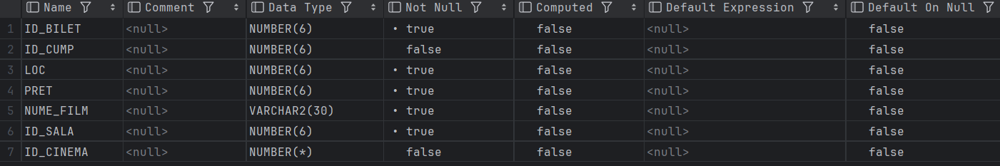 Name Comment Data Type Not Null Computed Default Expression Default On Null
1 ID_BILET <null> NUMBER(6) • true false <null> false
2 ID_CUMP <null> NUMBER(6) false false <null> false
3 LOC <null> NUMBER(6) • true false <null> false
4 PRET <null> NUMBER(6) • true false <null> false
5 NUME_FILM <null> VARCHAR2(30) • true false <null> false
6 ID_SALA <null> NUMBER(6) • true false <null> false
7 ID_CINEMA <null> NUMBER(*) false false <null> false